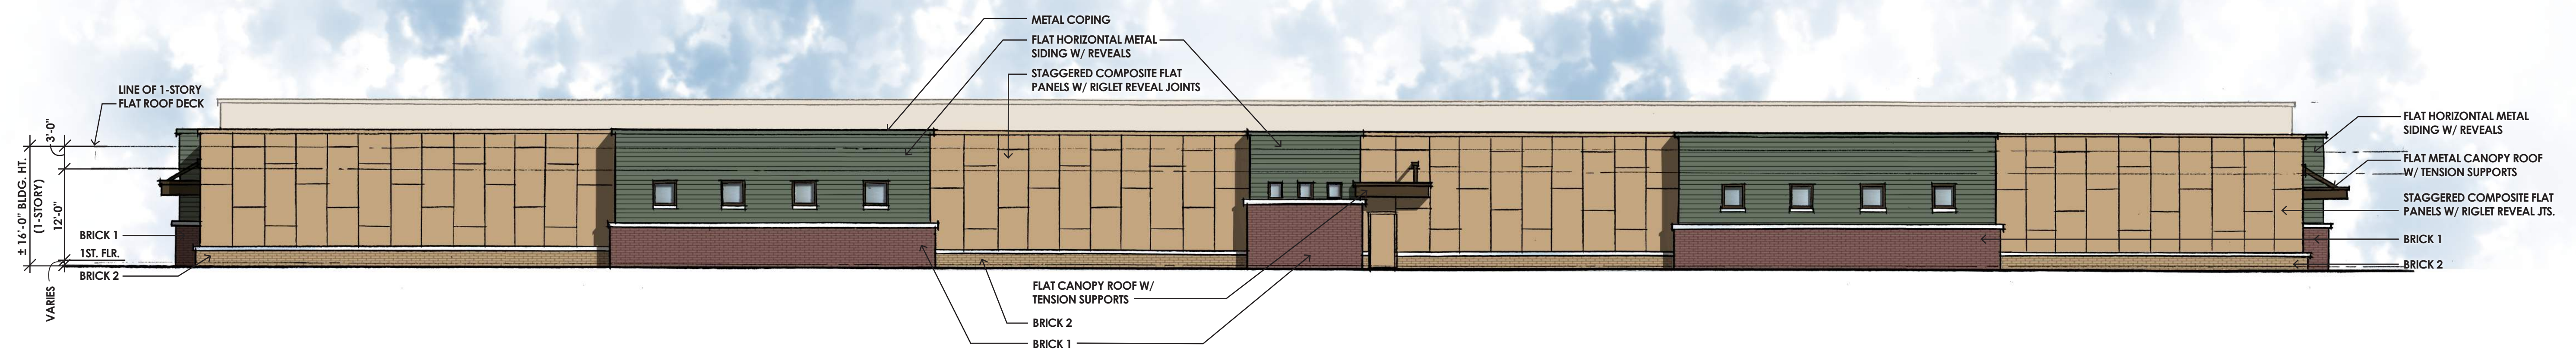 METAL COPING
FLAT HORIZONTAL METAL
SIDING W/ REVEALS
STAGGERED COMPOSITE FLAT
PANELS W/ RIGLET REVEAL JOINTS
LINE OF 1-STORY
FLAT ROOF DECK
3'-0"
± 16'-0" BLDG. HT.
(1-STORY)
12'-0"
BRICK 1
1ST. FLR.
BRICK 2
VARIES
FLAT CANOPY ROOF W/
TENSION SUPPORTS
BRICK 2
BRICK 1
FLAT HORIZONTAL METAL
SIDING W/ REVEALS
FLAT METAL CANOPY ROOF
W/ TENSION SUPPORTS
STAGGERED COMPOSITE FLAT
PANELS W/ RIGLET REVEAL JTS.
BRICK 1
BRICK 2